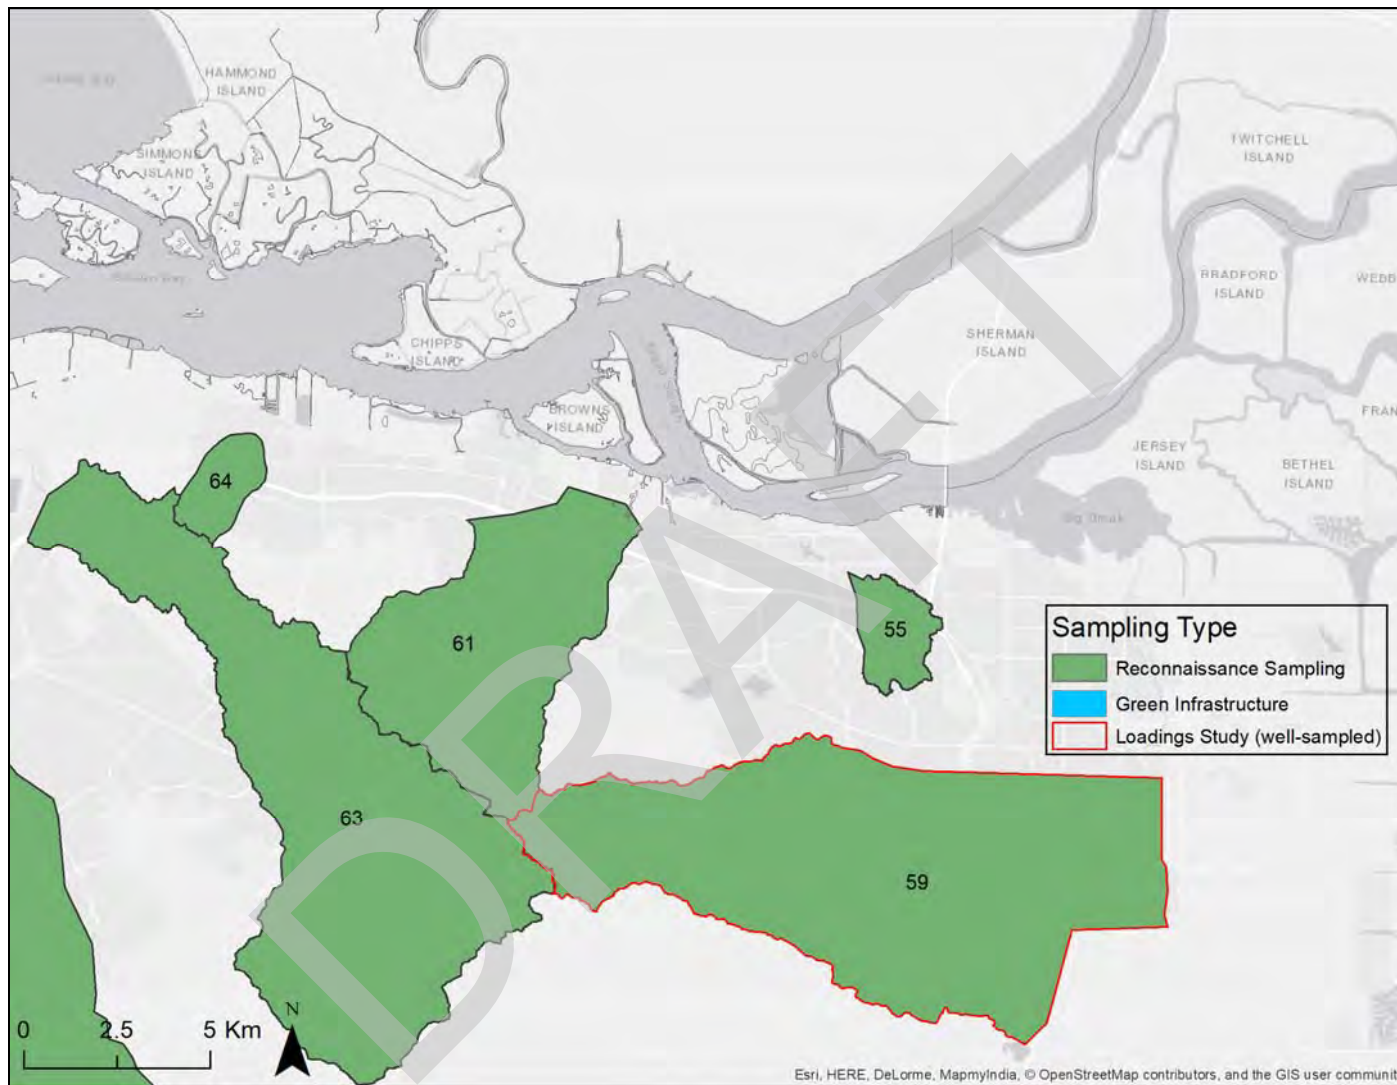 HAMMOND
ISLAND
SIMMONS
ISLAND
TWITCHELL
ISLAND
BRADFORD
ISLAND
WEBB
SHERMAN
ISLAND
CHIPPS
ISLAND
BROWNS
ISLAND
FRAN
JERSEY
ISLAND
BETHEL
ISLAND
Big Break
64
61
55
63
59
Sampling Type
Reconnaissance Sampling
Green Infrastructure
Loadings Study (well-sampled)
DRAFT
N
0 2.5 5 Km
Esri, HERE, DeLorme, MapmyIndia, © OpenStreetMap contributors, and the GIS user communit